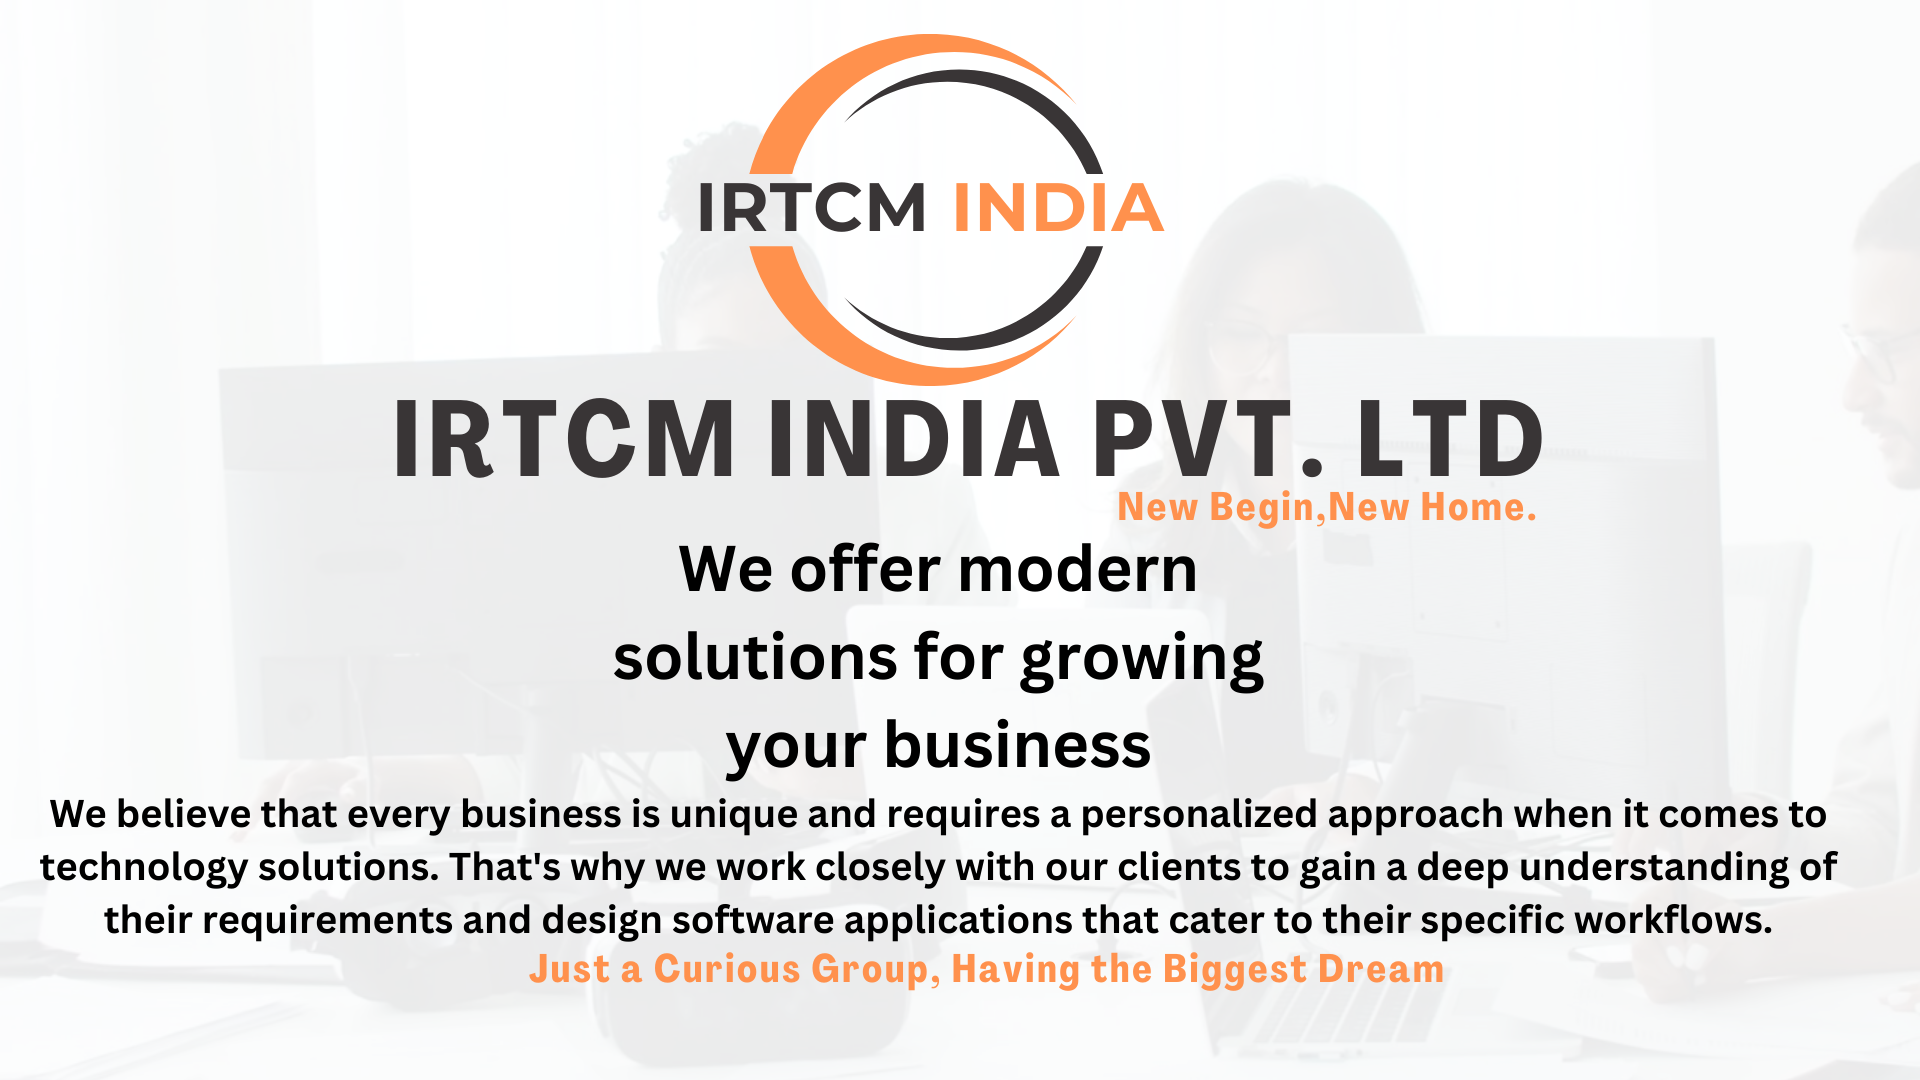 IRTCM INDIA
IRTCM INDIA PVT. LTD
New Begin,New Home.
We offer modern
solutions for growing
your business
We believe that every business is unique and requires a personalized approach when it comes to
technology solutions. That's why we work closely with our clients to gain a deep understanding of
their requirements and design software applications that cater to their specific workflows.
Just a Curious Group, Having the Biggest Dream